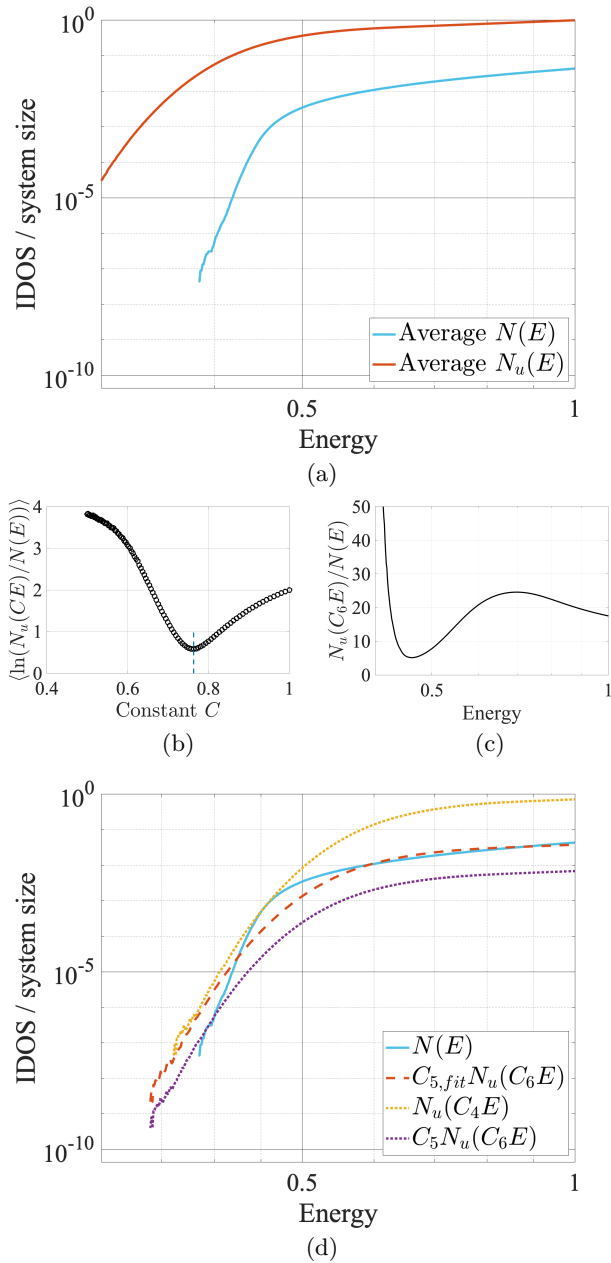 10^0
10^-5
10^-10
IDOS / system size
Average N(E)
Average N_u(E)
0.5 1
Energy
(a)
⟨ln(N_u(CE)/N(E))⟩
4
3
2
1
0
0.4 0.6 0.8 1
Constant C
(b)
N_u(C_6E)/N(E)
50
40
30
20
10
0
0.5 1
Energy
(c)
10^0
10^-5
10^-10
IDOS / system size
N(E)
C_{5,fit}N_u(C_6E)
N_u(C_4E)
C_5N_u(C_6E)
0.5 1
Energy
(d)